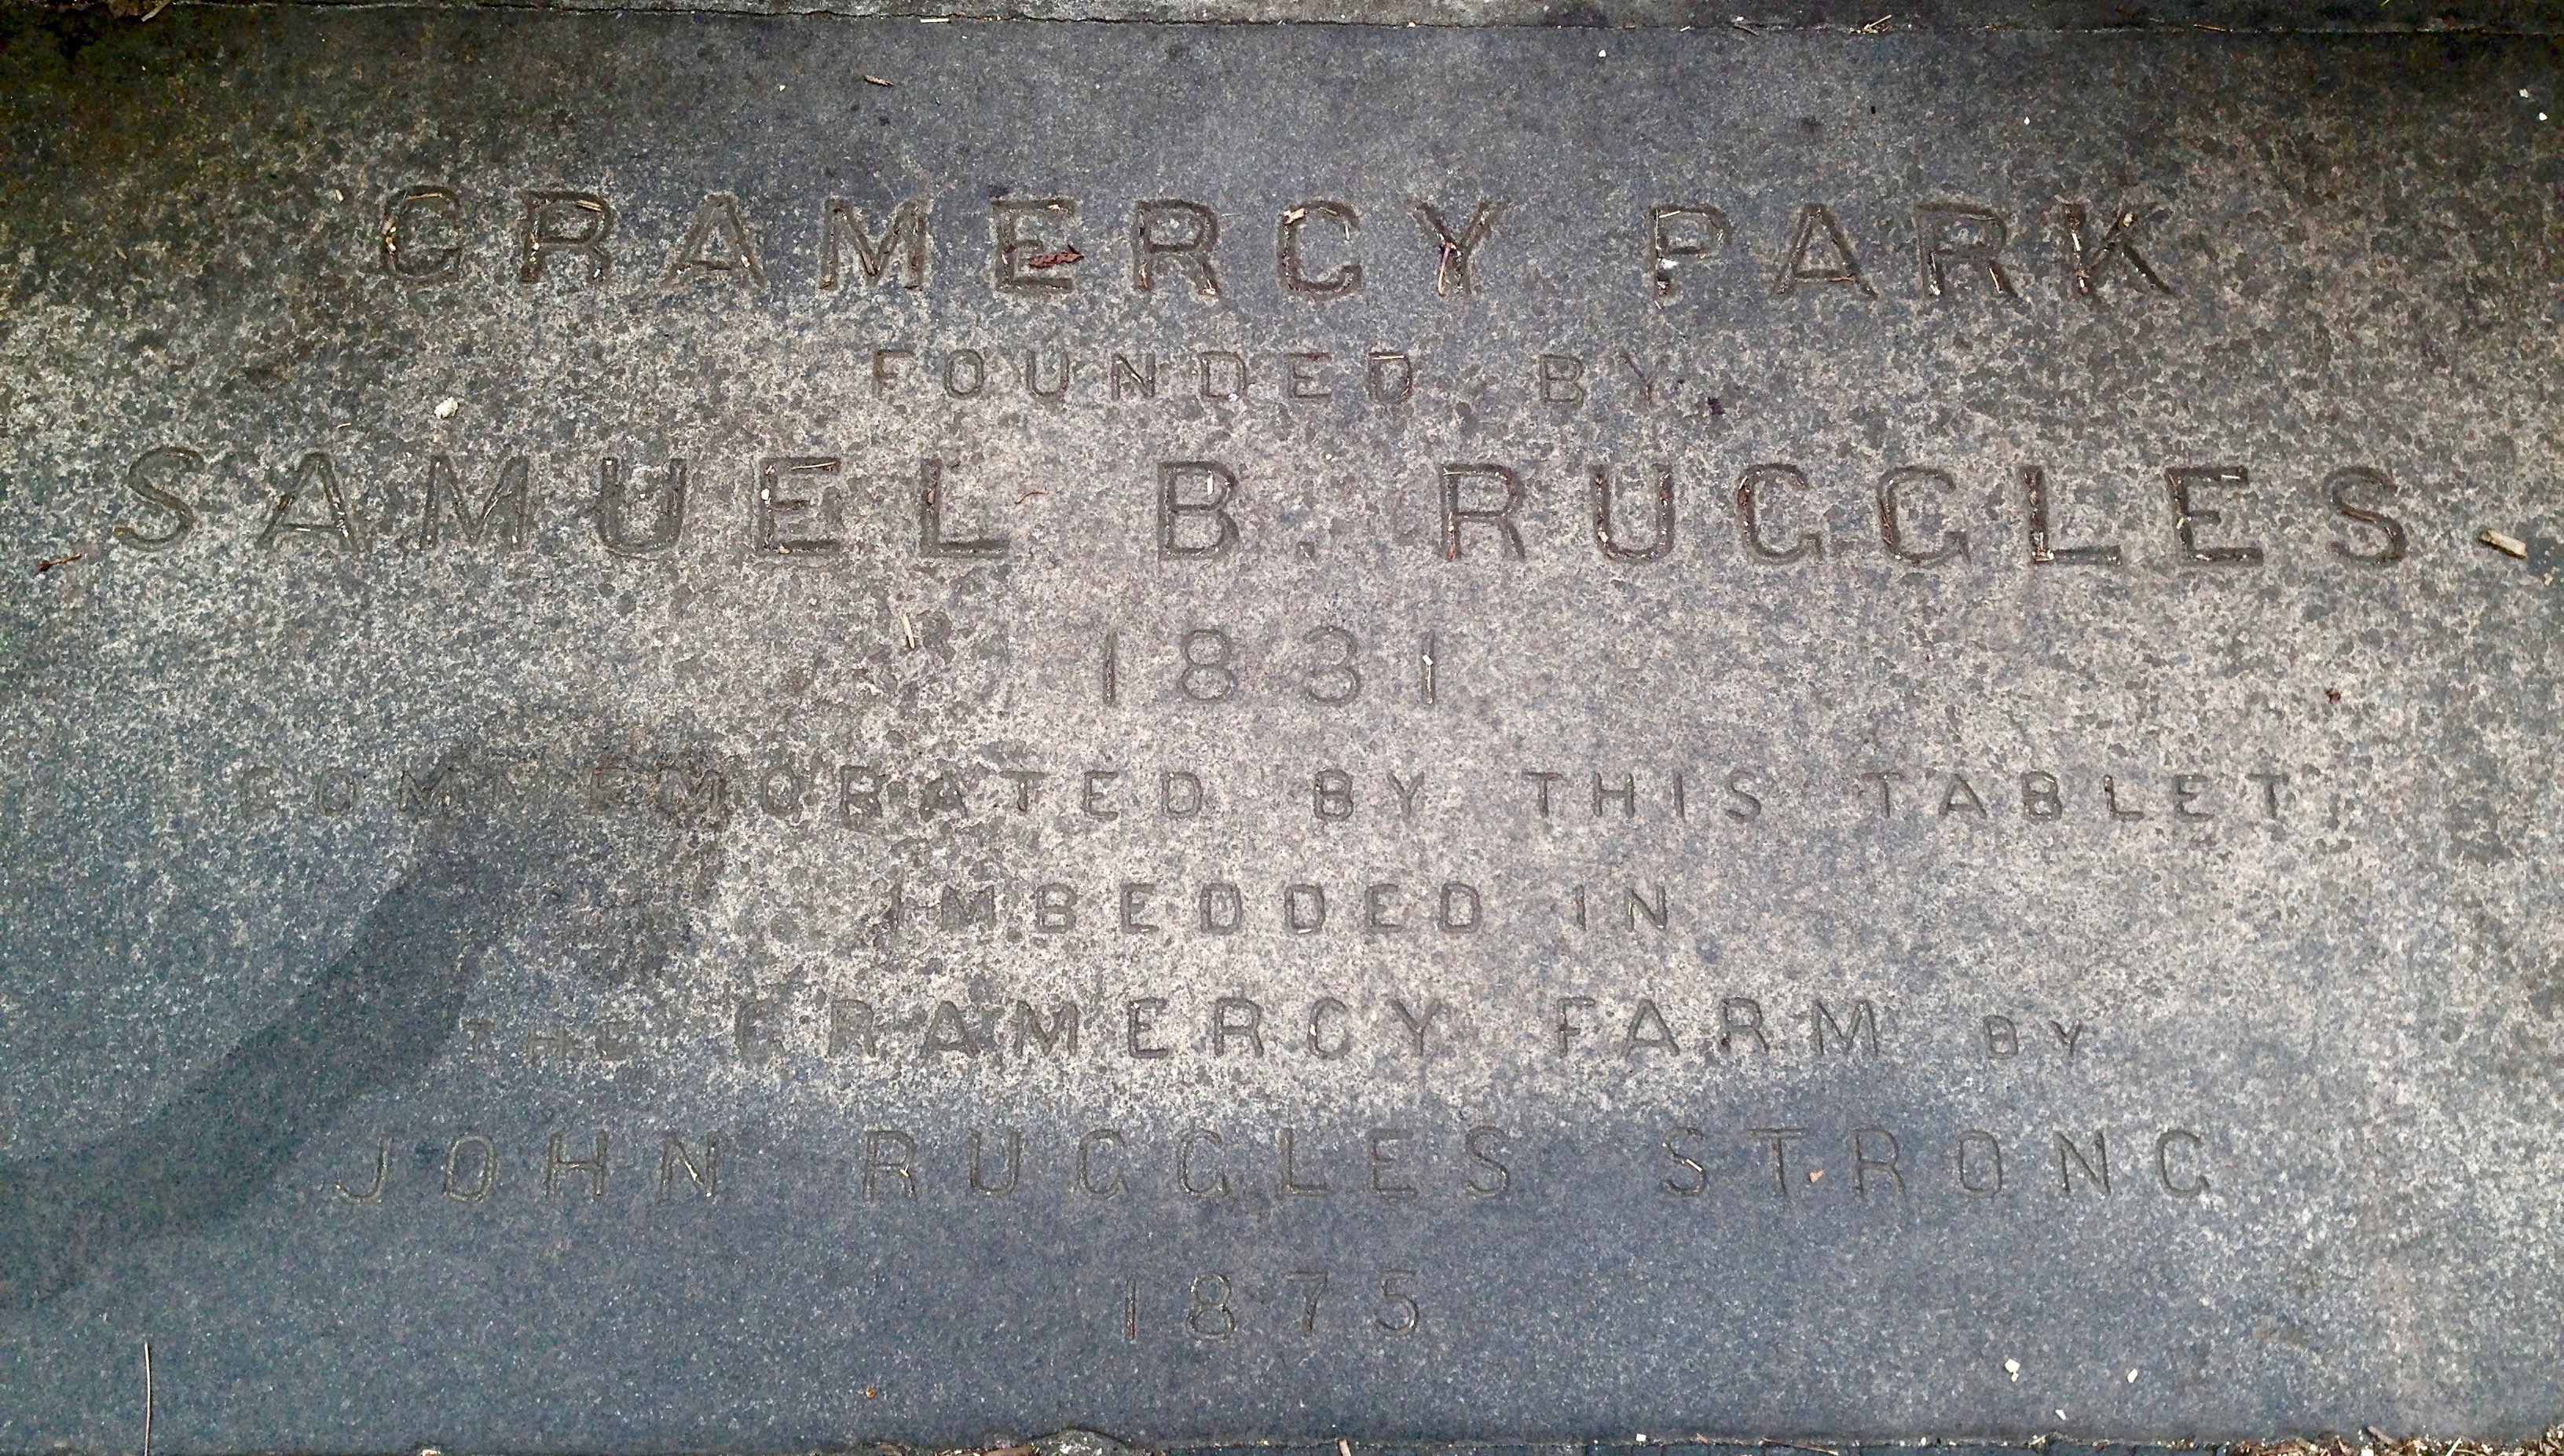 GRAMERCY PARK
FOUNDED BY
SAMUEL B. RUGGLES
1831
COMMEMORATED BY THIS TABLET
IMBEDDED IN
THE GRAMERCY FARM BY
JOHN RUGGLES STRONG
1875